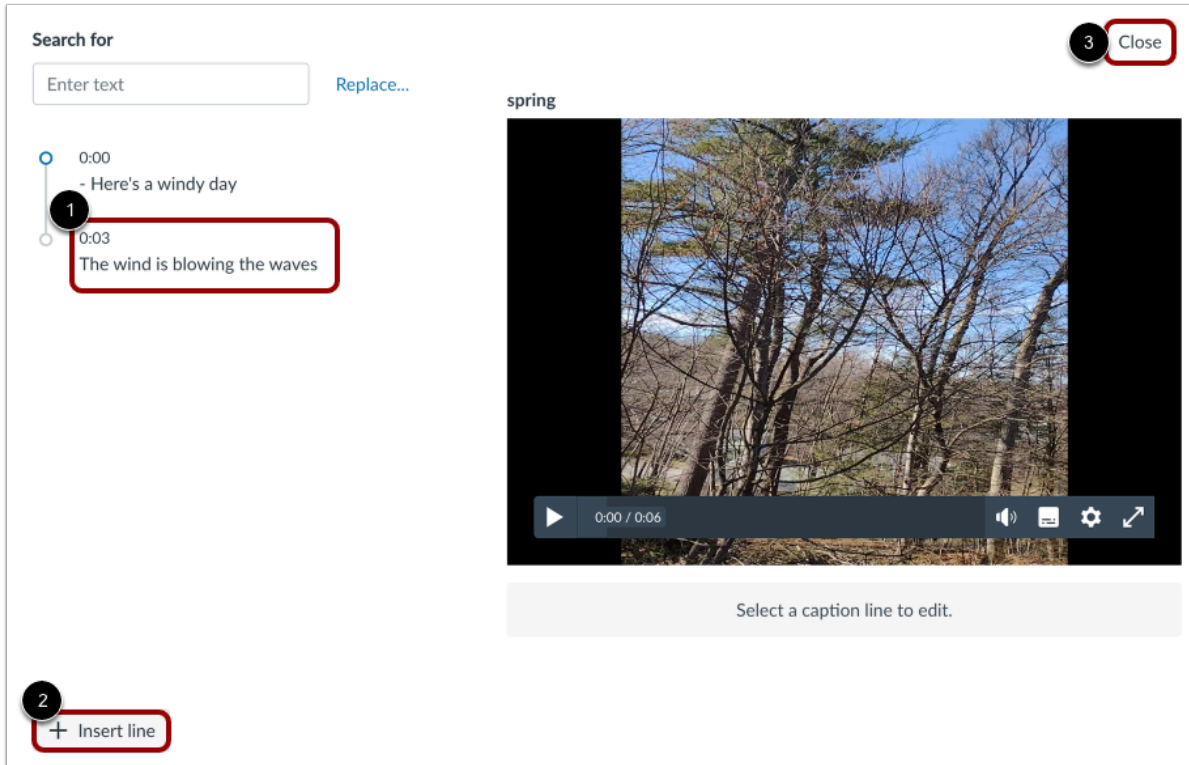 Search for
3 Close
Enter text
Replace...
spring
0:00
- Here's a windy day
1
0:03
The wind is blowing the waves
0:00 / 0:06
Select a caption line to edit.
2
+ Insert line